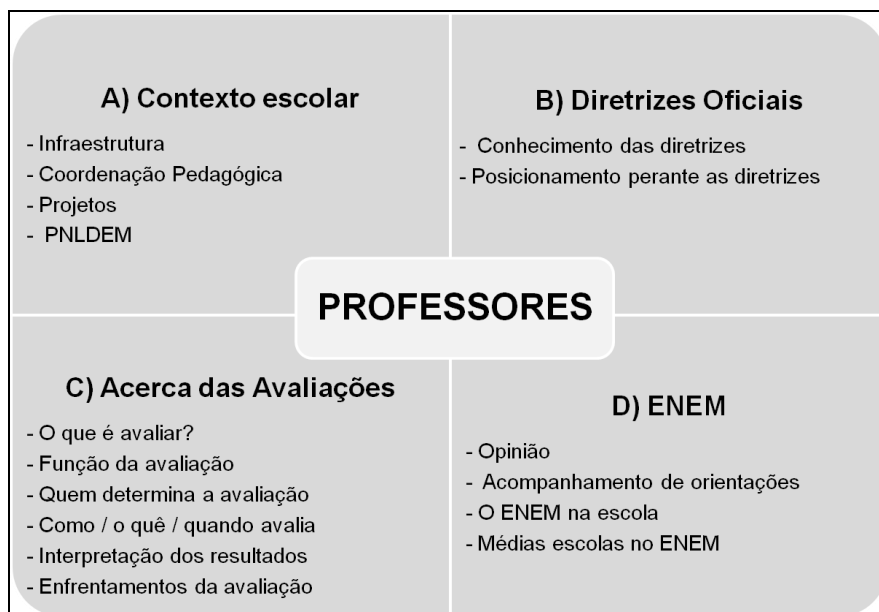 A) Contexto escolar
- Infraestrutura
- Coordenação Pedagógica
- Projetos
- PNLDEM
B) Diretrizes Oficiais
- Conhecimento das diretrizes
- Posicionamento perante as diretrizes
PROFESSORES
C) Acerca das Avaliações
- O que é avaliar?
- Função da avaliação
- Quem determina a avaliação
- Como / o quê / quando avalia
- Interpretação dos resultados
- Enfrentamentos da avaliação
D) ENEM
- Opinião
- Acompanhamento de orientações
- O ENEM na escola
- Médias escolas no ENEM